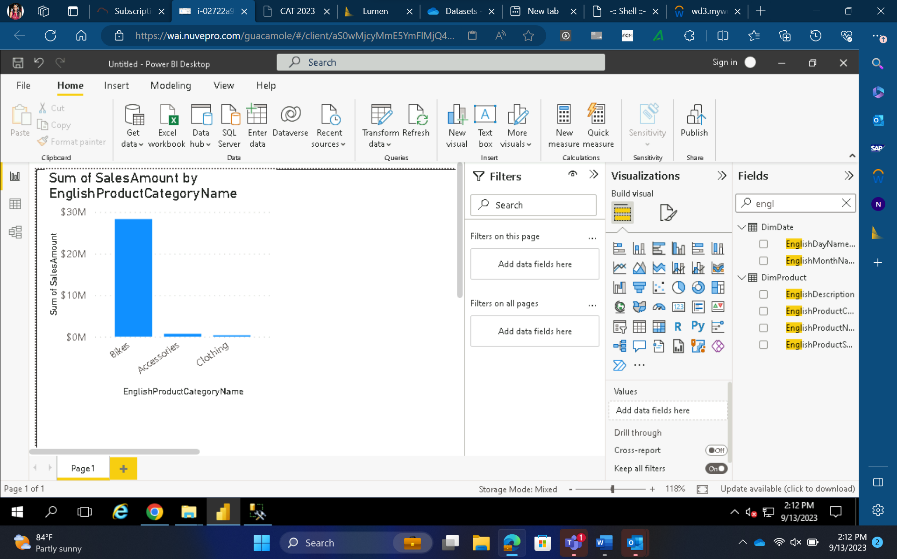 Subscripti
i-02722a9
CAT 2023
Lumen
Datasets -
New tab
-: Shell :-
wd3.myw
https://wai.nuvepro.com/guacamole/#/client/aS0wMjcyMmE5YmFlMjQ4...
Untitled - Power BI Desktop
Search
Sign in
File
Home
Insert
Modeling
View
Help
Paste
Cut
Copy
Format painter
Get data
Excel workbook
Data hub
SQL Server
Enter data
Dataverse
Recent sources
Transform data
Refresh
New visual
Text box
More visuals
New measure
Quick measure
Sensitivity
Publish
Clipboard
Data
Queries
Insert
Calculations
Sensitivity
Share
Sum of SalesAmount by
EnglishProductCategoryName
$30M
$20M
$10M
$0M
Sum of SalesAmount
Bikes
Accessories
Clothing
EnglishProductCategoryName
Filters
Search
Filters on this page
Add data fields here
Filters on all pages
Add data fields here
Visualizations
Build visual
Values
Add data fields here
Drill through
Cross-report
Off
Keep all filters
On
Fields
engl
DimDate
EnglishDayName...
EnglishMonthNa...
DimProduct
EnglishDescription
EnglishProductC...
EnglishProductN...
EnglishProductS...
Page 1
Page 1 of 1
Storage Mode: Mixed
118%
Update available (click to download)
2:12 PM
9/13/2023
84°F
Partly sunny
Search
2:12 PM
9/13/2023